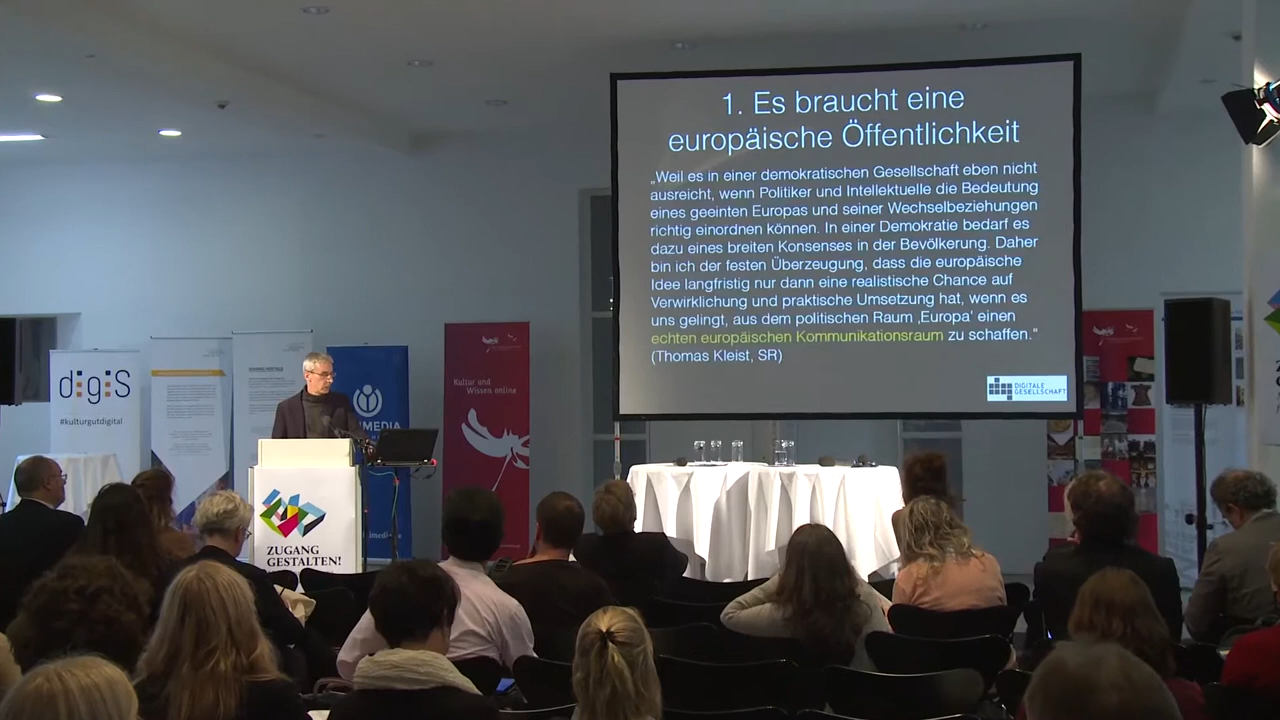 1. Es braucht eine
europäische Öffentlichkeit
„Weil es in einer demokratischen Gesellschaft eben nicht
ausreicht, wenn Politiker und Intellektuelle die Bedeutung
eines geeinten Europas und seiner Wechselbeziehungen
richtig einordnen können. In einer Demokratie bedarf es
dazu eines breiten Konsenses in der Bevölkerung. Daher
bin ich der festen Überzeugung, dass die europäische
Idee langfristig nur dann eine realistische Chance auf
Verwirklichung und praktische Umsetzung hat, wenn es
uns gelingt, aus dem politischen Raum ‚Europa' einen
echten europäischen Kommunikationsraum zu schaffen.“
(Thomas Kleist, SR)
DIGITALE
GESELLSCHAFT
digiS
#kulturgutdigital
MEDIA
Kultur und
Wissen online
ZUGANG
GESTALTEN!